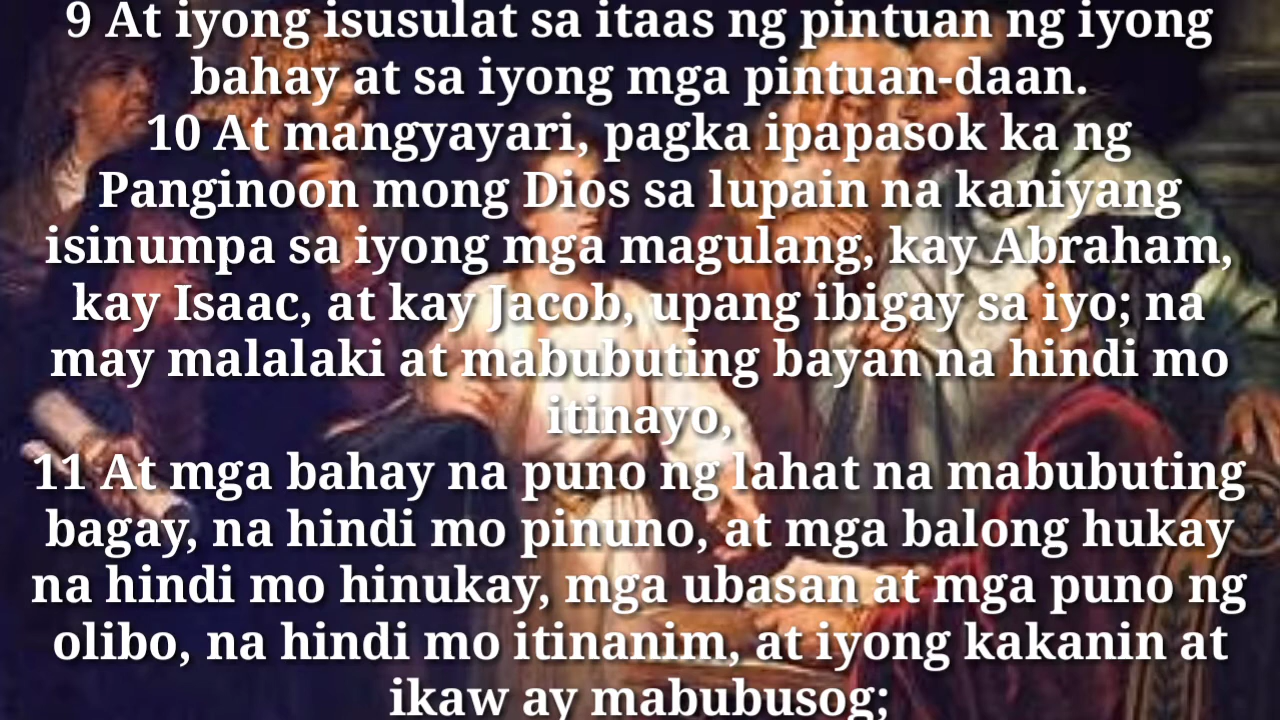 9 At iyong isusulat sa itaas ng pintuan ng iyong
bahay at sa iyong mga pintuan-daan.
10 At mangyayari, pagka ipapasok ka ng
Panginoon mong Dios sa lupain na kaniyang
isinumpa sa iyong mga magulang, kay Abraham,
kay Isaac, at kay Jacob, upang ibigay sa iyo; na
may malalaki at mabubuting bayan na hindi mo
itinayo,
11 At mga bahay na puno ng lahat na mabubuting
bagay, na hindi mo pinuno, at mga balong hukay
na hindi mo hinukay, mga ubasan at mga puno ng
olibo, na hindi mo itinanim, at iyong kakanin at
ikaw ay mabubusog;